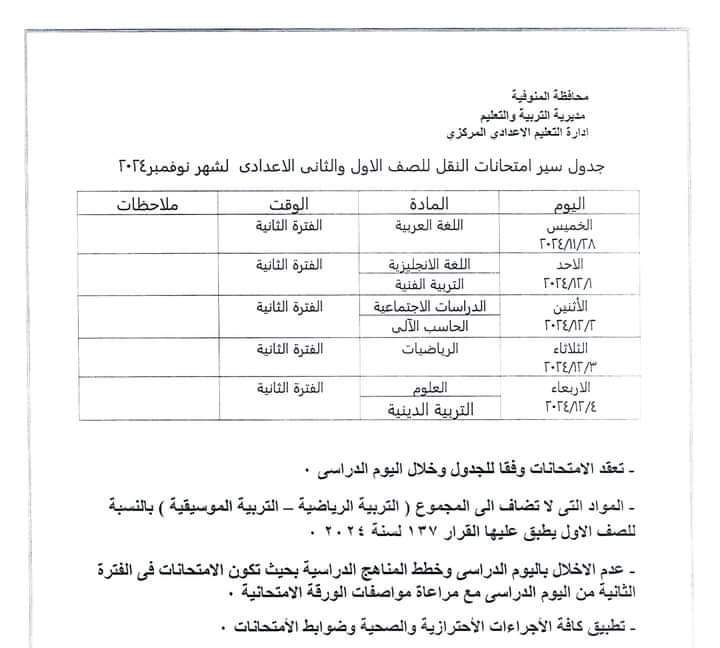 محافظة المنوفية
مديرية التربية والتعليم
ادارة التعليم الاعدادي المركزي
جدول سير امتحانات النقل للصف الاول والثانى الاعدادى لشهر نوفمبر٢٠٢٤
اليوم المادة الوقت ملاحظات
الخميس اللغة العربية الفترة الثانية
٢٠٢٤/١١/٢٨
الاحد اللغة الانجليزية الفترة الثانية
٢٠٢٤/١٢/١ التربية الفنية
الأثنين الدراسات الاجتماعية الفترة الثانية
٢٠٢٤/١٢/٢ الحاسب الآلى
الثلاثاء الرياضيات الفترة الثانية
٢٠٢٤/١٢/٣
الاربعاء العلوم الفترة الثانية
٢٠٢٤/١٢/٤ التربية الدينية
- تعقد الامتحانات وفقا للجدول وخلال اليوم الدراسى ٠
- المواد التى لا تضاف الى المجموع ( التربية الرياضية – التربية الموسيقية ) بالنسبة
للصف الاول يطبق عليها القرار ١٣٧ لسنة ٢٠٢٤ ٠
- عدم الاخلال باليوم الدراسى وخطط المناهج الدراسية بحيث تكون الامتحانات فى الفترة
الثانية من اليوم الدراسى مع مراعاة مواصفات الورقة الامتحانية ٠
- تطبيق كافة الأجراءات الأحترازية والصحية وضوابط الأمتحانات ٠